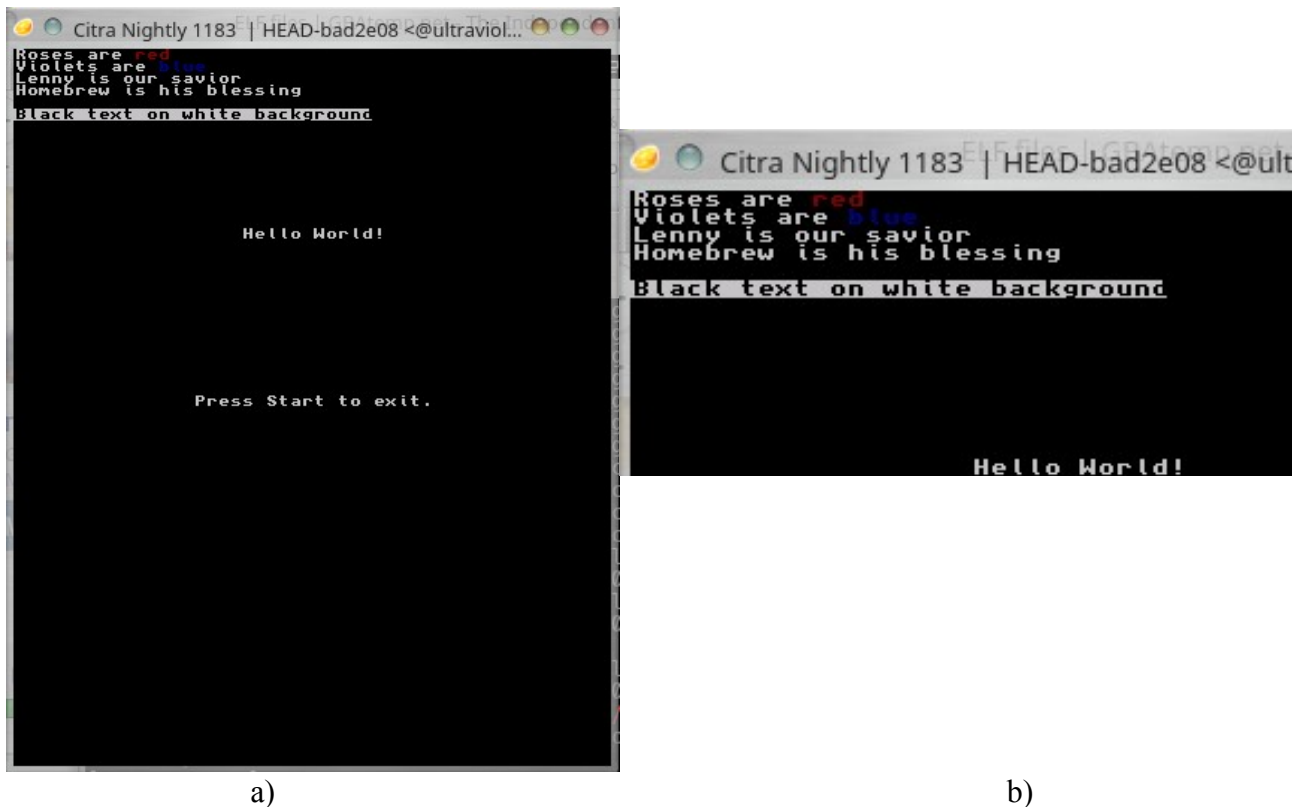 Citra Nightly 1183 | HEAD-bad2e08 <@ultraviol...
Roses are red
Violets are blue
Lenny is our savior
Homebrew is his blessing
Black text on white background
Hello World!
Press Start to exit.
a)
Citra Nightly 1183 | HEAD-bad2e08 <@ult
Roses are red
Violets are blue
Lenny is our savior
Homebrew is his blessing
Black text on white background
Hello World!
b)